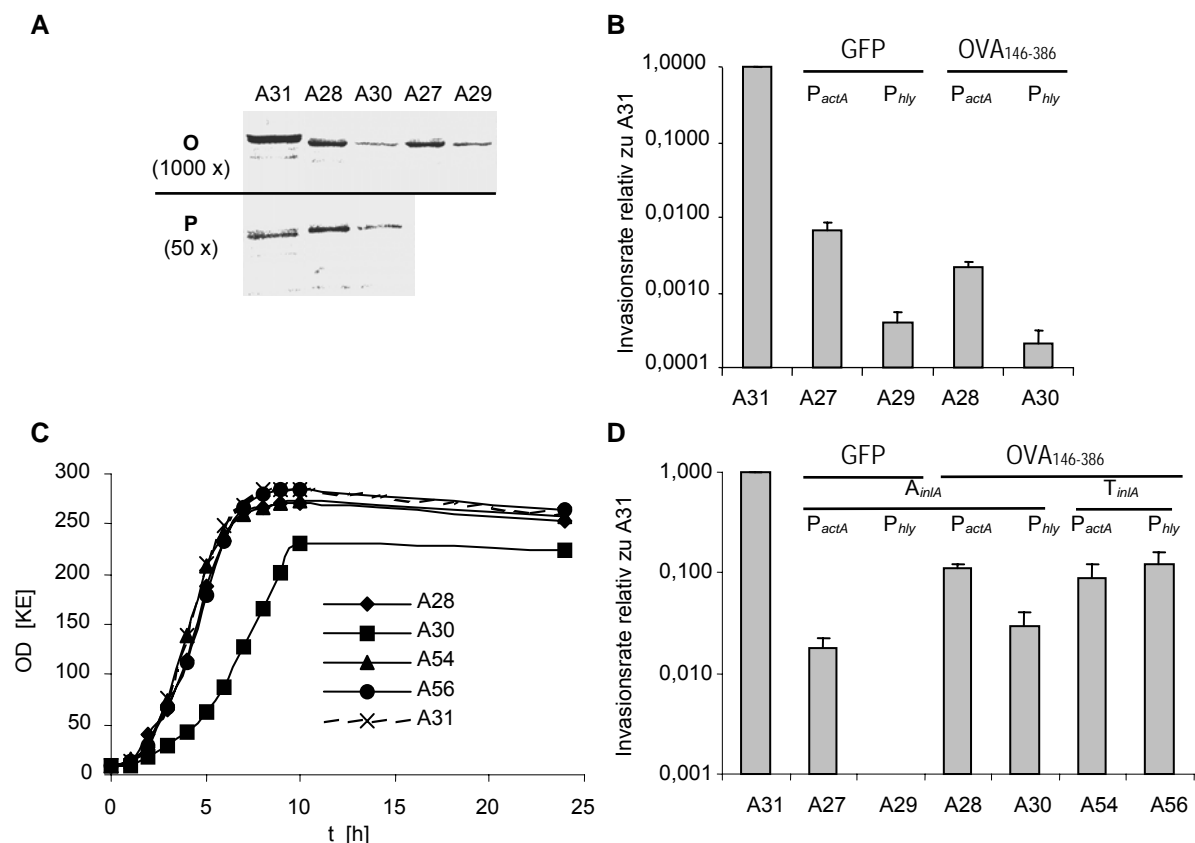 A
A31 A28 A30 A27 A29
O
(1000 x)
P
(50 x)
B
GFP OVA146-386
PactA Phly PactA Phly
Invasionsrate relativ zu A31
1,0000
0,1000
0,0100
0,0010
0,0001
A31 A27 A29 A28 A30
C
OD [KE]
300
250
200
150
100
50
0
0 5 10 15 20 25
t [h]
A28
A30
A54
A56
A31
D
GFP OVA146-386
AinlA TinlA
PactA Phly PactA Phly PactA Phly
Invasionsrate relativ zu A31
1,000
0,100
0,010
0,001
A31 A27 A29 A28 A30 A54 A56